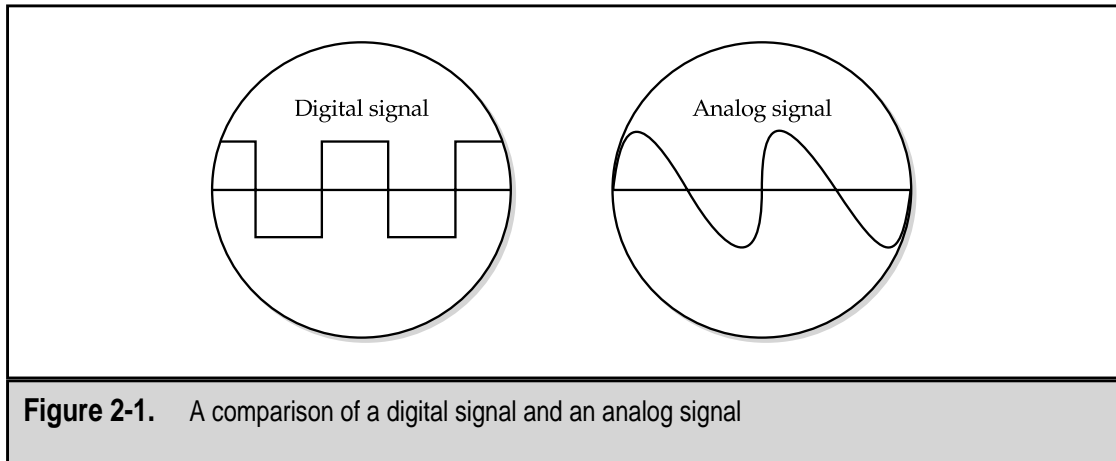 Digital signal
Analog signal
Figure 2-1. A comparison of a digital signal and an analog signal